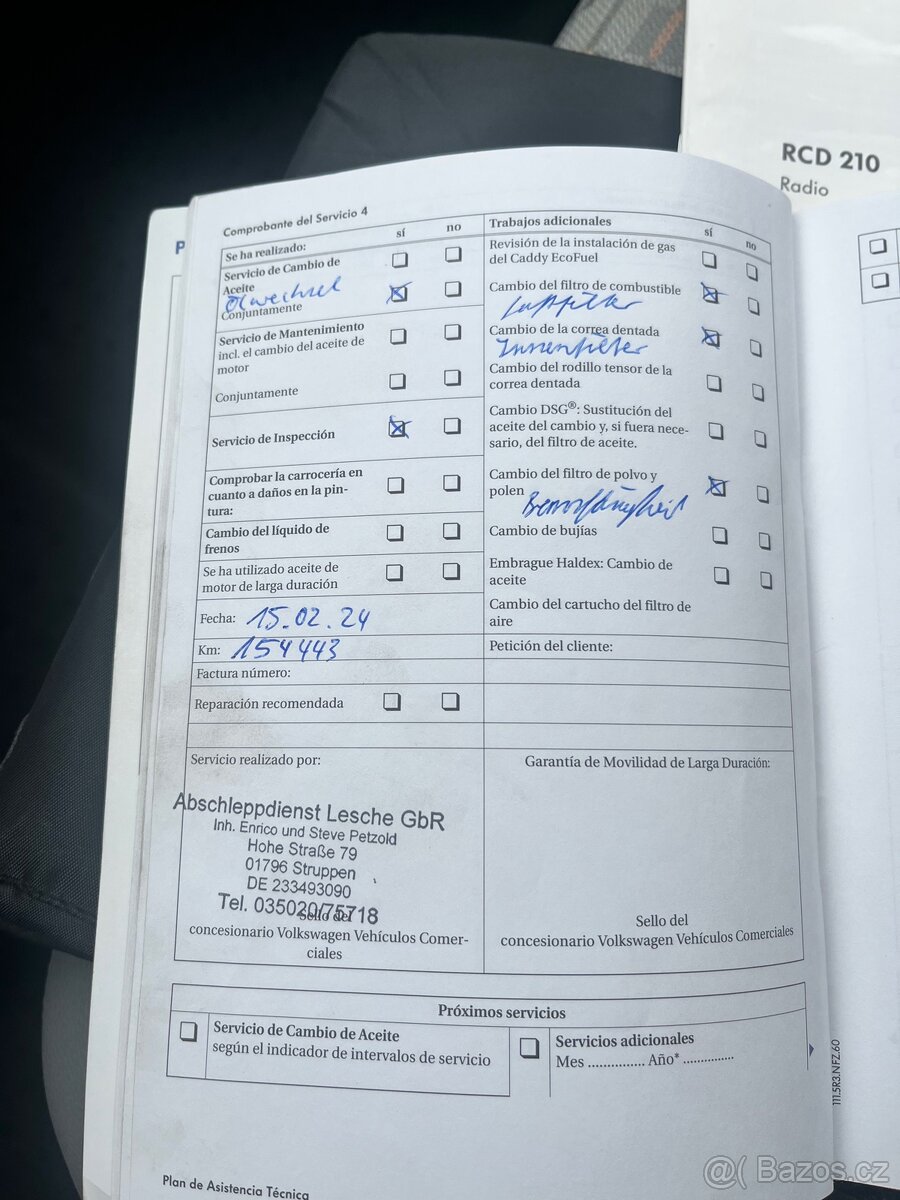 RCD 210
Radio
P
Comprobante del Servicio 4
Se ha realizado:
sí
no
Servicio de Cambio de
Aceite
Ölwechsel
Conjuntamente
Servicio de Mantenimiento
incl. el cambio del aceite de
motor
Conjuntamente
Servicio de Inspección
Comprobar la carrocería en
cuanto a daños en la pin-
tura:
Cambio del líquido de
frenos
Se ha utilizado aceite de
motor de larga duración
Fecha: 15.02.24
Km: 154443
Factura número:
Reparación recomendada
Servicio realizado por:
Abschleppdienst Lesche GbR
Inh. Enrico und Steve Petzold
Hohe Straße 79
01796 Struppen
DE 233493090
Tel. 035020/75718
Sello del
concesionario Volkswagen Vehículos Comer-
ciales
Trabajos adicionales
sí
no
Revisión de la instalación de gas
del Caddy EcoFuel
Cambio del filtro de combustible
Luftfilter
Cambio de la correa dentada
Innenfilter
Cambio del rodillo tensor de la
correa dentada
Cambio DSG®: Sustitución del
aceite del cambio y, si fuera nece-
sario, del filtro de aceite.
Cambio del filtro de polvo y
polen
Cambio de bujías
Embrague Haldex: Cambio de
aceite
Cambio del cartucho del filtro de
aire
Petición del cliente:
Garantía de Movilidad de Larga Duración:
Sello del
concesionario Volkswagen Vehículos Comerciales
Próximos servicios
Servicio de Cambio de Aceite
según el indicador de intervalos de servicio
Servicios adicionales
Mes ............... Año* ..............
111.5R3.NFZ.60
Plan de Asistencia Técnica
@( Bazos.cz